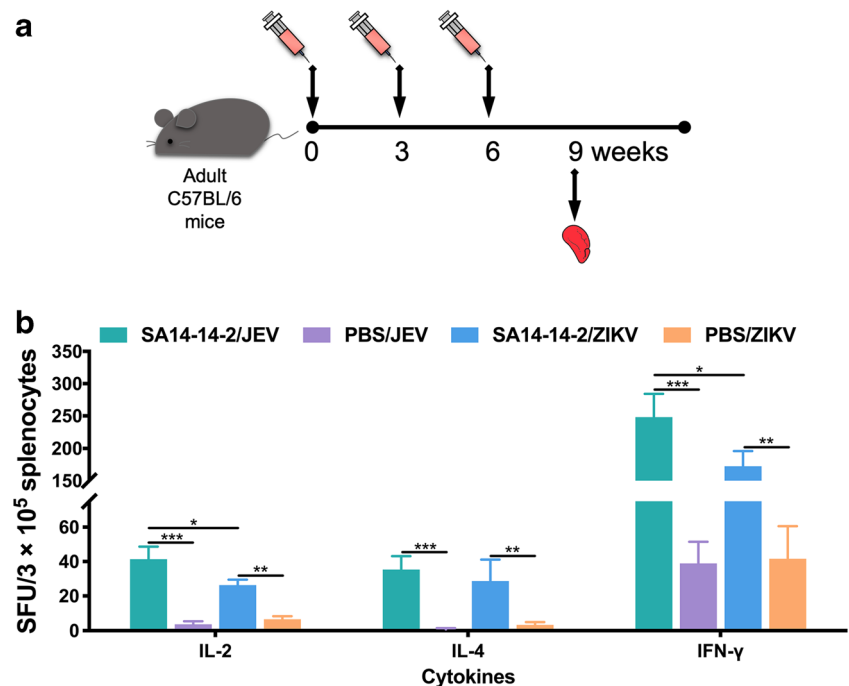 a
0 3 6 9 weeks
Adult
C57BL/6
mice
b
SA14-14-2/JEV PBS/JEV SA14-14-2/ZIKV PBS/ZIKV
SFU/3 × 10⁵ splenocytes
350
300
250
200
150
60
40
20
0
* *** **
*** **
* *** **
IL-2 IL-4 IFN-γ
Cytokines